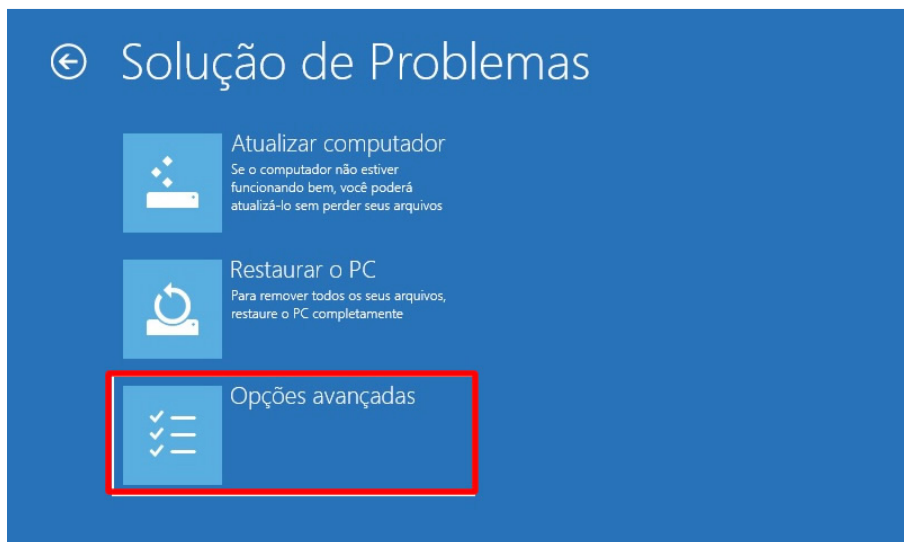 Solução de Problemas
Atualizar computador
Se o computador não estiver
funcionando bem, você poderá
atualizá-lo sem perder seus arquivos
Restaurar o PC
Para remover todos os seus arquivos,
restaure o PC completamente
Opções avançadas